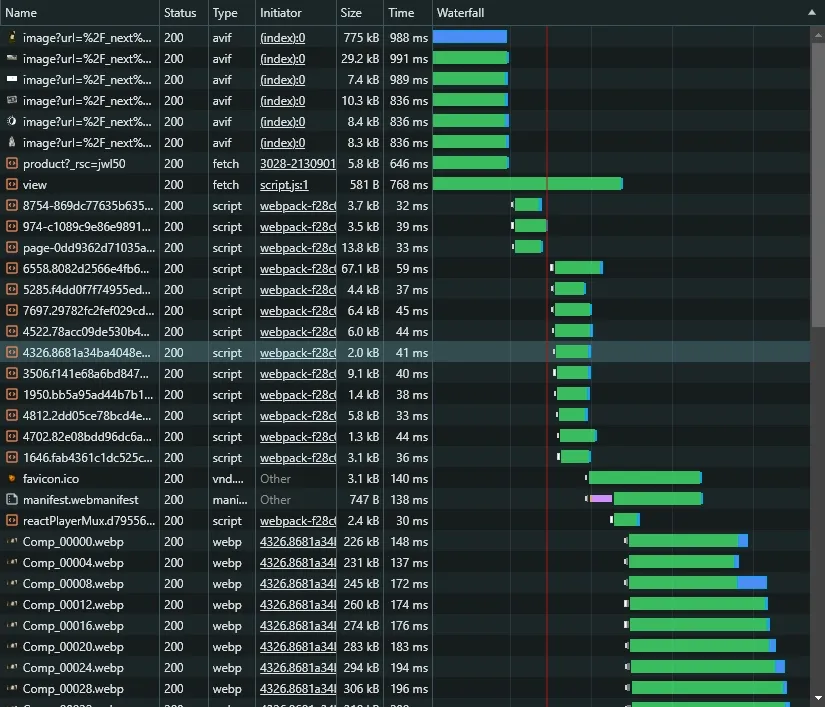 Name Status Type Initiator Size Time Waterfall
image?url=%2F_next%... 200 avif (index):0 775 kB 988 ms
image?url=%2F_next%... 200 avif (index):0 29.2 kB 991 ms
image?url=%2F_next%... 200 avif (index):0 7.4 kB 989 ms
image?url=%2F_next%... 200 avif (index):0 10.3 kB 836 ms
image?url=%2F_next%... 200 avif (index):0 8.4 kB 836 ms
image?url=%2F_next%... 200 avif (index):0 8.3 kB 836 ms
product?_rsc=jwl50 200 fetch 3028-2130901 5.8 kB 646 ms
view 200 fetch script.js:1 581 B 768 ms
8754-869dc77635b635... 200 script webpack-f28c 3.7 kB 32 ms
974-c1089c9e86e9891... 200 script webpack-f28c 3.5 kB 39 ms
page-0dd9362d71035a... 200 script webpack-f28c 13.8 kB 33 ms
6558.8082d2566e4fb6... 200 script webpack-f28c 67.1 kB 59 ms
5285.f4dd0f7f74955ed... 200 script webpack-f28c 4.4 kB 37 ms
7697.29782fc2fef029cd... 200 script webpack-f28c 6.4 kB 45 ms
4522.78acc09de530b4... 200 script webpack-f28c 6.0 kB 44 ms
4326.8681a34ba4048e... 200 script webpack-f28c 2.0 kB 41 ms
3506.f141e68a6bd847... 200 script webpack-f28c 9.1 kB 40 ms
1950.bb5a95ad44b7b1... 200 script webpack-f28c 1.4 kB 38 ms
4812.2dd05ce78bcd4e... 200 script webpack-f28c 5.8 kB 33 ms
4702.82e08bdd96dc6a... 200 script webpack-f28c 1.3 kB 44 ms
1646.fab4361c1dc525c... 200 script webpack-f28c 3.1 kB 36 ms
favicon.ico 200 vnd.... Other 3.1 kB 140 ms
manifest.webmanifest 200 mani... Other 747 B 138 ms
reactPlayerMux.d79556... 200 script webpack-f28c 2.4 kB 30 ms
Comp_00000.webp 200 webp 4326.8681a34 226 kB 148 ms
Comp_00004.webp 200 webp 4326.8681a34 231 kB 137 ms
Comp_00008.webp 200 webp 4326.8681a34 245 kB 172 ms
Comp_00012.webp 200 webp 4326.8681a34 260 kB 174 ms
Comp_00016.webp 200 webp 4326.8681a34 274 kB 176 ms
Comp_00020.webp 200 webp 4326.8681a34 283 kB 183 ms
Comp_00024.webp 200 webp 4326.8681a34 294 kB 194 ms
Comp_00028.webp 200 webp 4326.8681a34 306 kB 196 ms